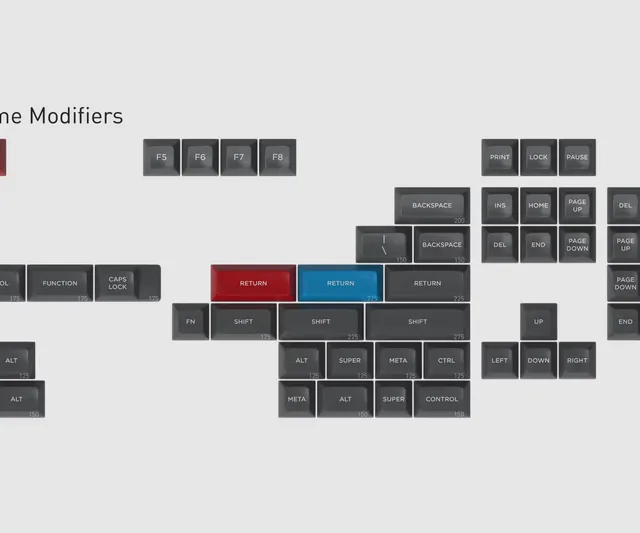 me Modifiers
F5 F6 F7 F8
PRINT LOCK PAUSE
BACKSPACE 200
INS HOME PAGE UP
DEL
| \ 150
BACKSPACE 150
DEL END PAGE DOWN
PAGE UP
OL 175
FUNCTION 175
CAPS LOCK 175
RETURN
RETURN 225
RETURN 225
PAGE DOWN
FN
SHIFT 175
SHIFT 225
SHIFT 275
UP
END
ALT 125
ALT 125
SUPER 125
META 125
CTRL 125
LEFT DOWN RIGHT
ALT 150
META
ALT 150
SUPER
CONTROL 150